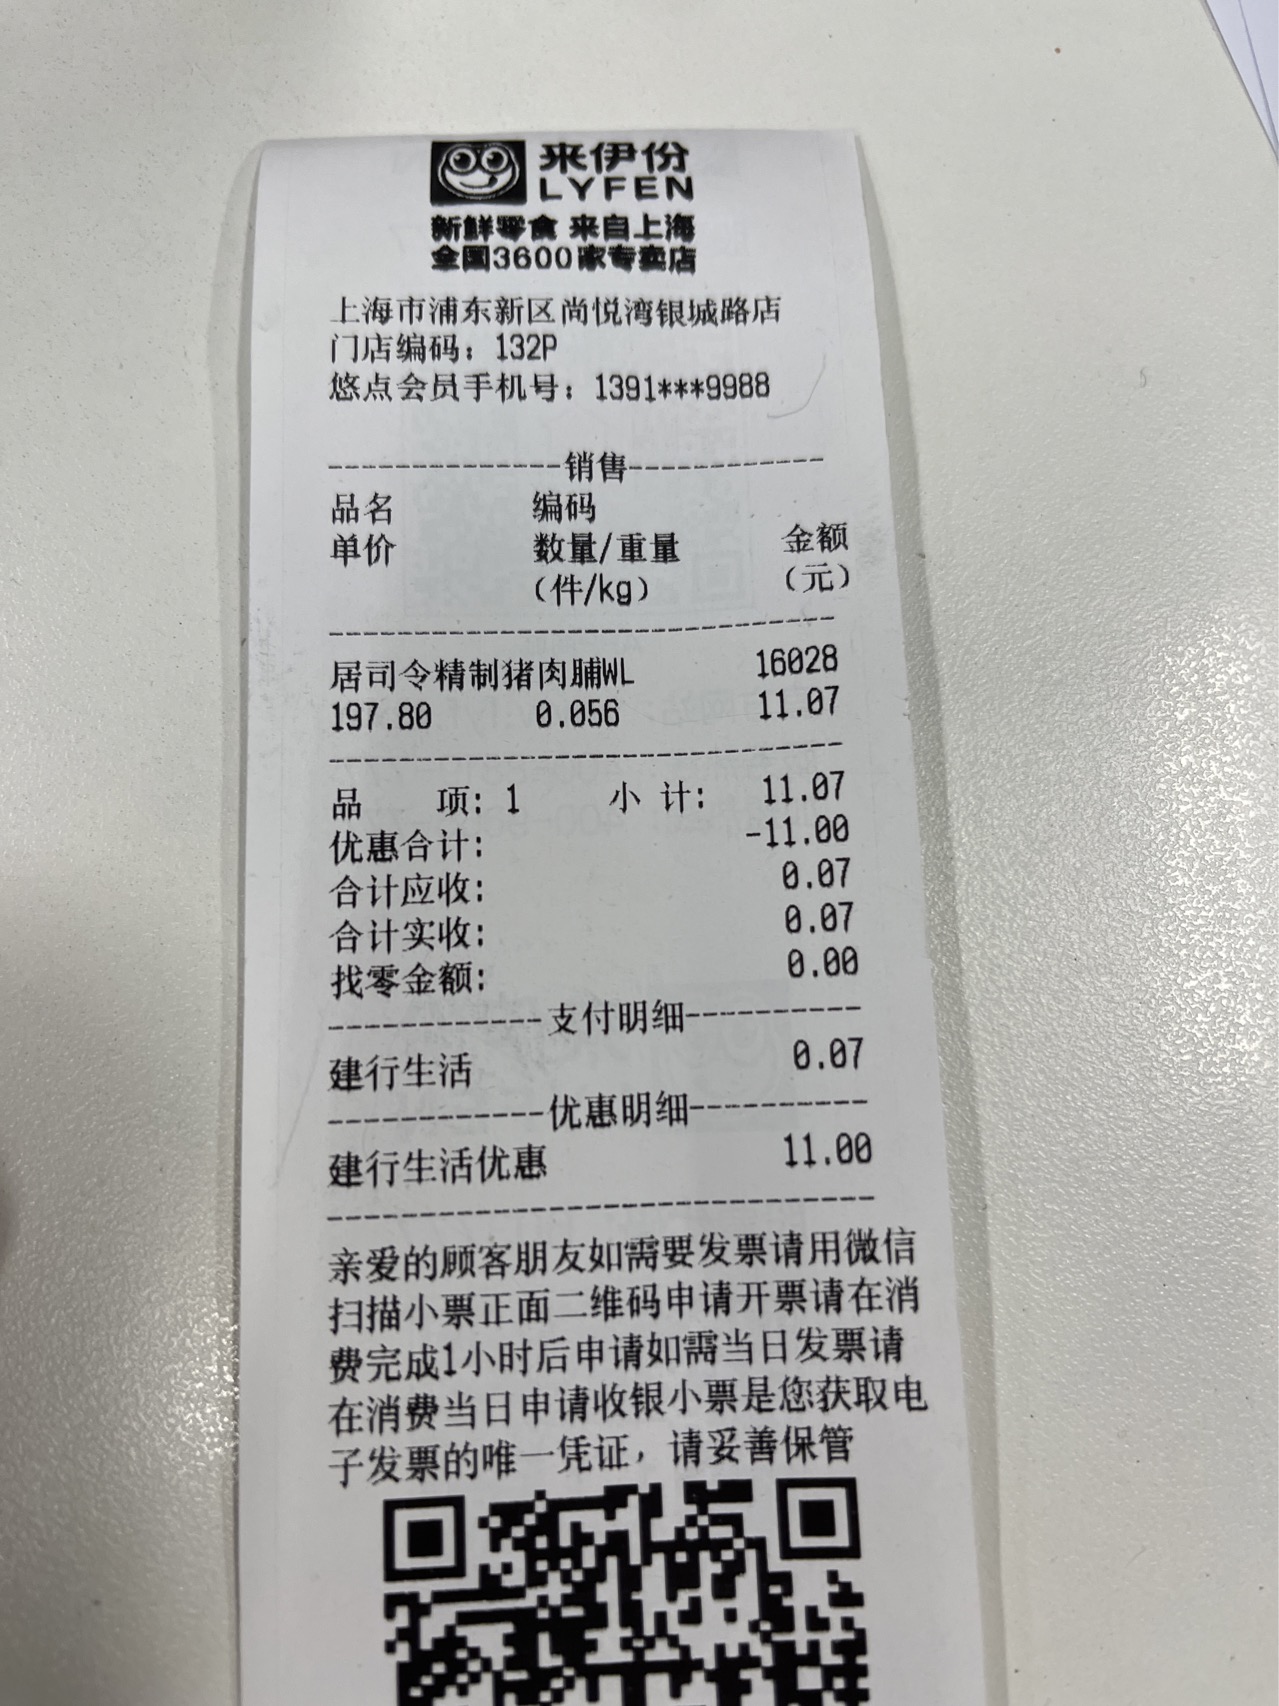 来伊份
LYFEN
新鲜零食 来自上海
全国3600家专卖店
上海市浦东新区尚悦湾银城路店
门店编码：132P
悠点会员手机号：1391***9988
--------------销售------------
品名 编码
单价 数量/重量 金额
（件/kg） （元）
居司令精制猪肉脯WL 16028
197.80 0.056 11.07
品 项: 1 小 计: 11.07
优惠合计: -11.00
合计应收: 0.07
合计实收: 0.07
找零金额: 0.00
-------------支付明细----------
建行生活 0.07
-------------优惠明细----------
建行生活优惠 11.00
亲爱的顾客朋友如需要发票请用微信
扫描小票正面二维码申请开票请在消
费完成1小时后申请如需当日发票请
在消费当日申请收银小票是您获取电
子发票的唯一凭证，请妥善保管